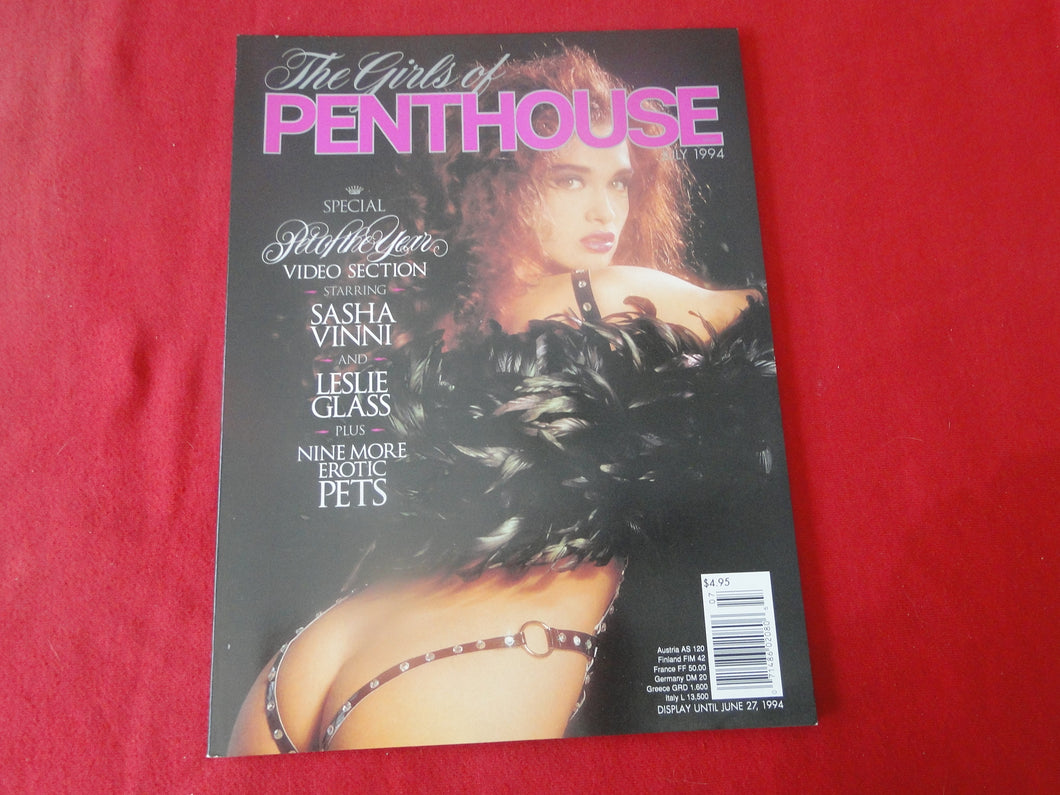 The Girls of
PENTHOUSE
JULY 1994
SPECIAL
Pet of the Year
VIDEO SECTION
STARRING
SASHA
VINNI
AND
LESLIE
GLASS
PLUS
NINE MORE
EROTIC
PETS
$4.95
07
Austria AS 120
Finland FIM 42
France FF 50.00
Germany DM 20
Greece GRD 1.600
Italy L 13,500
DISPLAY UNTIL JUNE 27, 1994